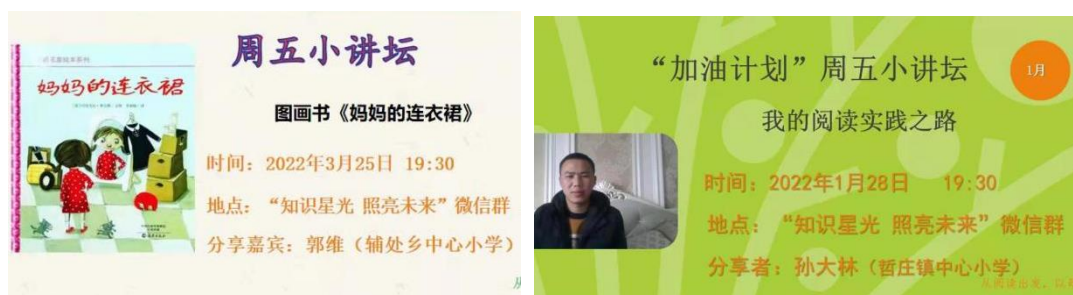 周五小讲坛
妈妈的连衣裙
图画书《妈妈的连衣裙》
时间：2022年3月25日 19:30
地点：“知识星光 照亮未来”微信群
分享嘉宾：郭维（辅处乡中心小学）
“加油计划”周五小讲坛
1月
我的阅读实践之路
时间：2022年1月28日 19:30
地点：“知识星光 照亮未来”微信群
分享者：孙大林（哲庄镇中心小学）
从阅读出发，以